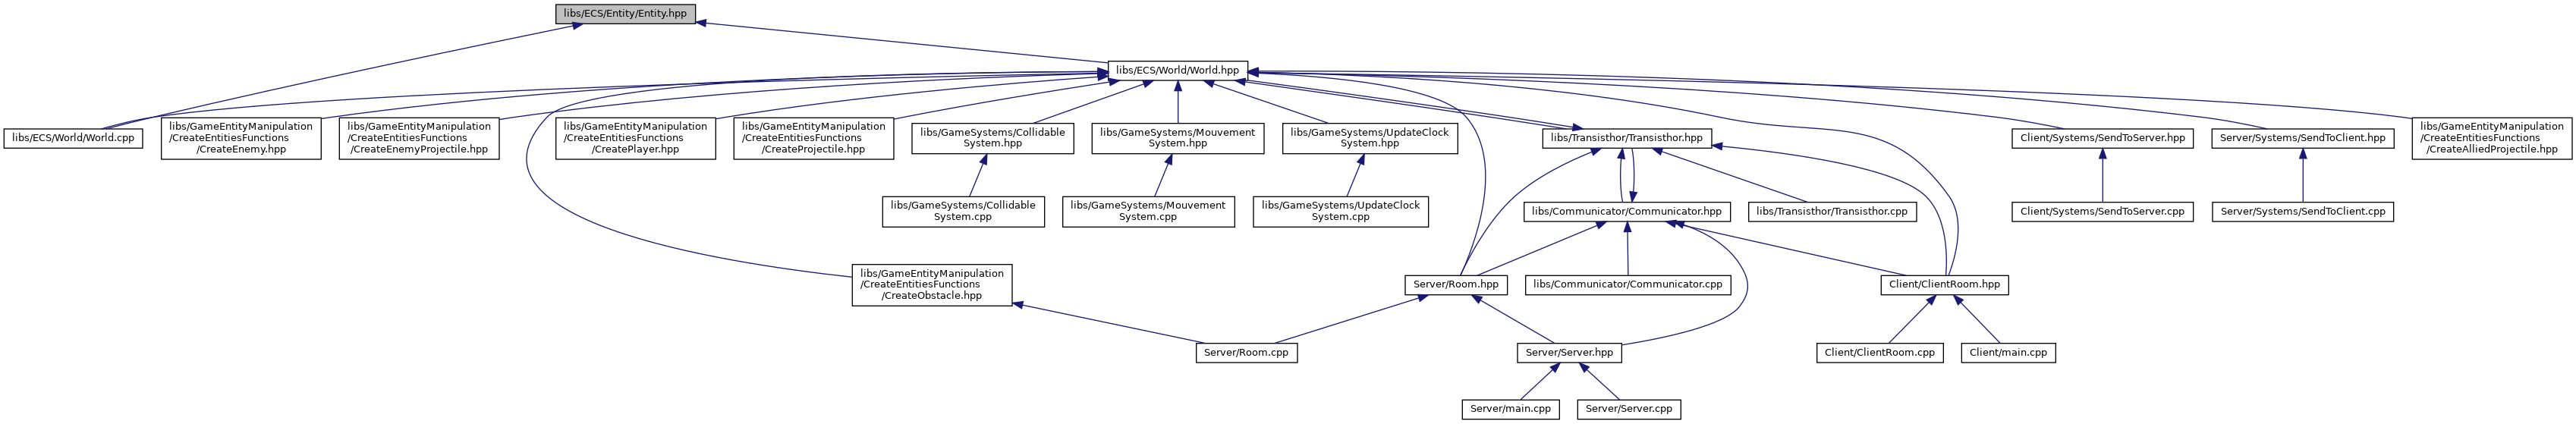 libs/ECS/Entity/Entity.hpp
libs/ECS/World/World.hpp
libs/ECS/World/World.cpp
libs/GameEntityManipulation
/CreateEntitiesFunctions
/CreateEnemy.hpp
libs/GameEntityManipulation
/CreateEntitiesFunctions
/CreateEnemyProjectile.hpp
libs/GameEntityManipulation
/CreateEntitiesFunctions
/CreatePlayer.hpp
libs/GameEntityManipulation
/CreateEntitiesFunctions
/CreateProjectile.hpp
libs/GameSystems/Collidable
System.hpp
libs/GameSystems/Mouvement
System.hpp
libs/GameSystems/UpdateClock
System.hpp
libs/Transisthor/Transisthor.hpp
Client/Systems/SendToServer.hpp
Server/Systems/SendToClient.hpp
libs/GameEntityManipulation
/CreateEntitiesFunctions
/CreateAlliedProjectile.hpp
libs/GameSystems/Collidable
System.cpp
libs/GameSystems/Mouvement
System.cpp
libs/GameSystems/UpdateClock
System.cpp
libs/Communicator/Communicator.hpp
libs/Transisthor/Transisthor.cpp
Client/Systems/SendToServer.cpp
Server/Systems/SendToClient.cpp
libs/GameEntityManipulation
/CreateEntitiesFunctions
/CreateObstacle.hpp
Server/Room.hpp
libs/Communicator/Communicator.cpp
Client/ClientRoom.hpp
Server/Room.cpp
Server/Server.hpp
Client/ClientRoom.cpp
Client/main.cpp
Server/main.cpp
Server/Server.cpp